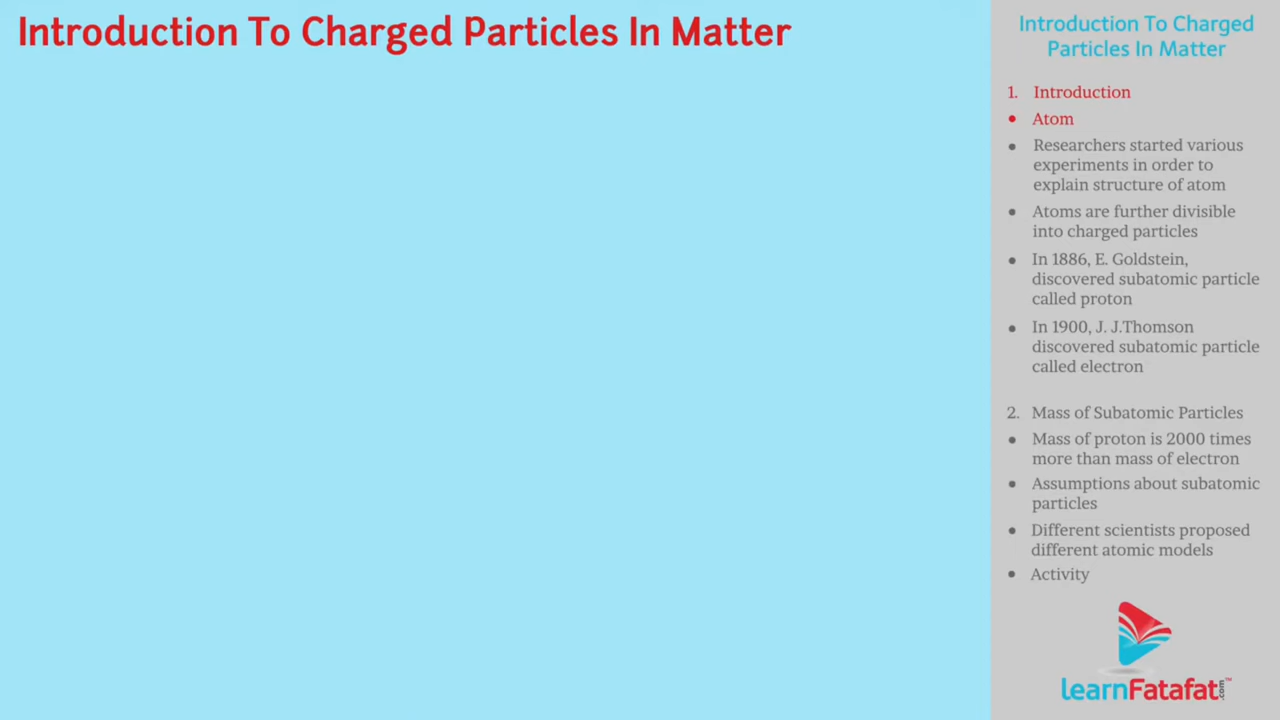 Introduction To Charged Particles In Matter
Introduction To Charged
Particles In Matter
1. Introduction
• Atom
• Researchers started various
experiments in order to
explain structure of atom
• Atoms are further divisible
into charged particles
• In 1886, E. Goldstein,
discovered subatomic particle
called proton
• In 1900, J. J.Thomson
discovered subatomic particle
called electron
2. Mass of Subatomic Particles
• Mass of proton is 2000 times
more than mass of electron
• Assumptions about subatomic
particles
• Different scientists proposed
different atomic models
• Activity
learnFatafat.com™